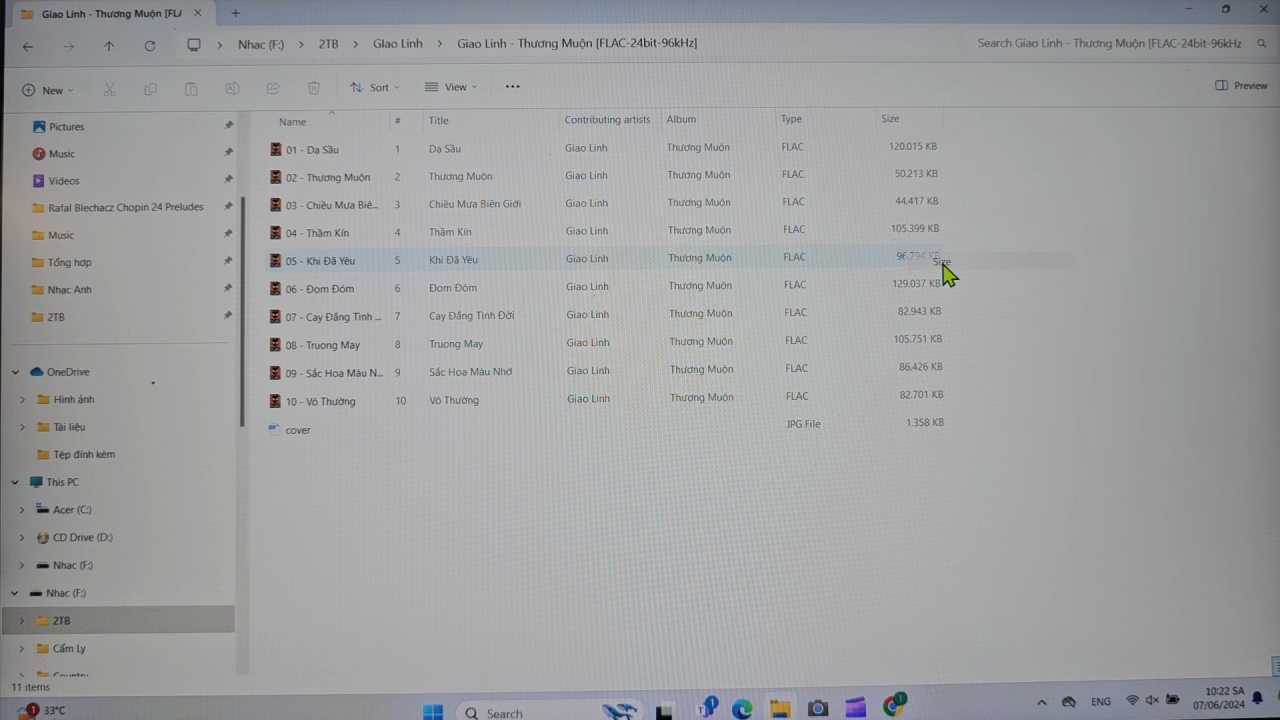 Giao Linh - Thương Muộn [FL/
Nhac (F:) > 2TB > GIao Linh > Giao Linh - Thương Muộn [FLAC-24bit-96kHz]
Search Giao Linh - Thương Muộn [FLAC-24bit-96kHz
New Sort View ... Preview
Pictures
Music
Videos
Rafal Blechacz Chopin 24 Preludes
Music
Tổng hợp
Nhạc Anh
2TB
OneDrive
Hình ảnh
Tài liệu
Tệp đính kèm
This PC
Acer (C:)
CD Drive (D:)
Nhac (F:)
Nhac (F:)
2TB
Cẩm Ly
Country
Name # Title Contributing artists Album Type Size
01 - Dạ Sầu 1 Dạ Sầu Giao Linh Thương Muộn FLAC 120.015 KB
02 - Thương Muộn 2 Thương Muộn Giao Linh Thương Muộn FLAC 50.213 KB
03 - Chiều Mưa Biê... 3 Chiều Mưa Biên Giới Giao Linh Thương Muộn FLAC 44.417 KB
04 - Thầm Kín 4 Thầm Kín Giao Linh Thương Muộn FLAC 105.399 KB
05 - Khi Đã Yêu 5 Khi Đã Yêu Giao Linh Thương Muộn FLAC 96.794 KB
Size
06 - Đom Đóm 6 Đom Đóm Giao Linh Thương Muộn FLAC 129.037 KB
07 - Cay Đắng Tình ... 7 Cay Đắng Tình Đời Giao Linh Thương Muộn FLAC 82.943 KB
08 - Truong May 8 Truong May Giao Linh Thương Muộn FLAC 105.751 KB
09 - Sắc Hoa Màu N... 9 Sắc Hoa Màu Nhớ Giao Linh Thương Muộn FLAC 86.426 KB
10 - Vô Thường 10 Vô Thường Giao Linh Thương Muộn FLAC 82.701 KB
cover JPG File 1.358 KB
11 items
1 33°C
Search
1
1
ENG
10:22 SA
07/06/2024